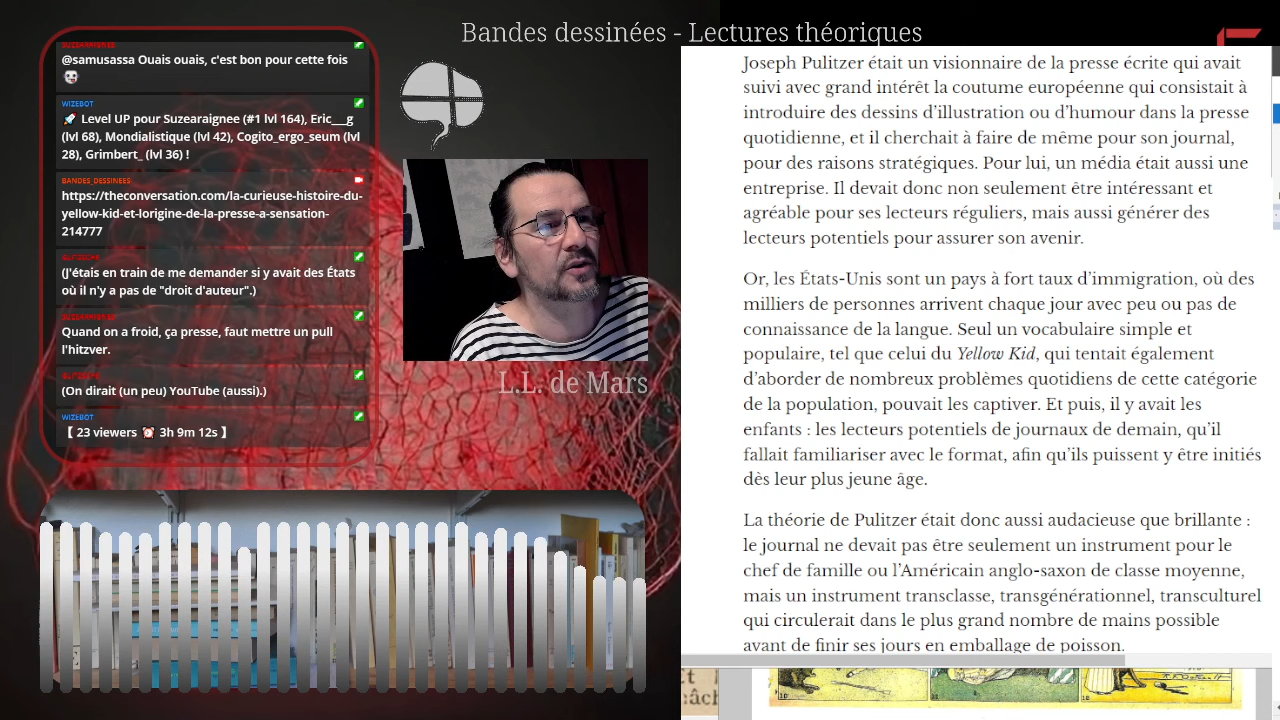 Bandes dessinées - Lectures théoriques
SUZEARAIGNEE
@samusassa Ouais ouais, c'est bon pour cette fois
WIZEBOT
Level UP pour Suzearaignee (#1 lvl 164), Eric___g
(lvl 68), Mondialistique (lvl 42), Cogito_ergo_seum (lvl
28), Grimbert_ (lvl 36) !
BANDES_DESSINEES
https://theconversation.com/la-curieuse-histoire-du-
yellow-kid-et-lorigine-de-la-presse-a-sensation-
214777
(J'étais en train de me demander si y avait des États
où il n'y a pas de "droit d'auteur".)
SUZEARAIGNEE
Quand on a froid, ça presse, faut mettre un pull
l'hitzver.
(On dirait (un peu) YouTube (aussi).)
WIZEBOT
【 23 viewers ⏰ 3h 9m 12s 】
L.L. de Mars
Joseph Pulitzer était un visionnaire de la presse écrite qui avait
suivi avec grand intérêt la coutume européenne qui consistait à
introduire des dessins d’illustration ou d’humour dans la presse
quotidienne, et il cherchait à faire de même pour son journal,
pour des raisons stratégiques. Pour lui, un média était aussi une
entreprise. Il devait donc non seulement être intéressant et
agréable pour ses lecteurs réguliers, mais aussi générer des
lecteurs potentiels pour assurer son avenir.
Or, les États-Unis sont un pays à fort taux d’immigration, où des
milliers de personnes arrivent chaque jour avec peu ou pas de
connaissance de la langue. Seul un vocabulaire simple et
populaire, tel que celui du Yellow Kid, qui tentait également
d’aborder de nombreux problèmes quotidiens de cette catégorie
de la population, pouvait les captiver. Et puis, il y avait les
enfants : les lecteurs potentiels de journaux de demain, qu’il
fallait familiariser avec le format, afin qu’ils puissent y être initiés
dès leur plus jeune âge.
La théorie de Pulitzer était donc aussi audacieuse que brillante :
le journal ne devait pas être seulement un instrument pour le
chef de famille ou l’Américain anglo-saxon de classe moyenne,
mais un instrument transclasse, transgénérationnel, transculturel
qui circulerait dans le plus grand nombre de mains possible
avant de finir ses jours en emballage de poisson.